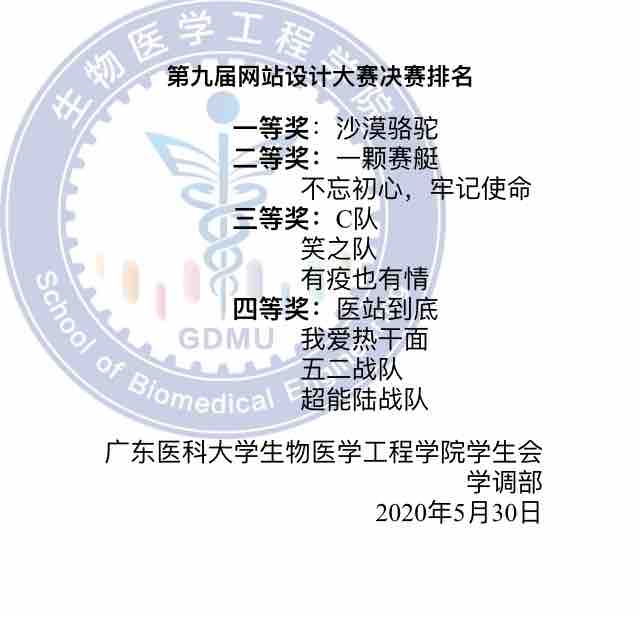 生物医学工程学院
第九届网站设计大赛决赛排名
一等奖：沙漠骆驼
二等奖：一颗赛艇
不忘初心，牢记使命
三等奖：C队
笑之队
有疫也有情
四等奖：医站到底
我爱热干面
五二战队
超能陆战队
GDMU
School of Biomedical
广东医科大学生物医学工程学院学生会
学调部
2020年5月30日